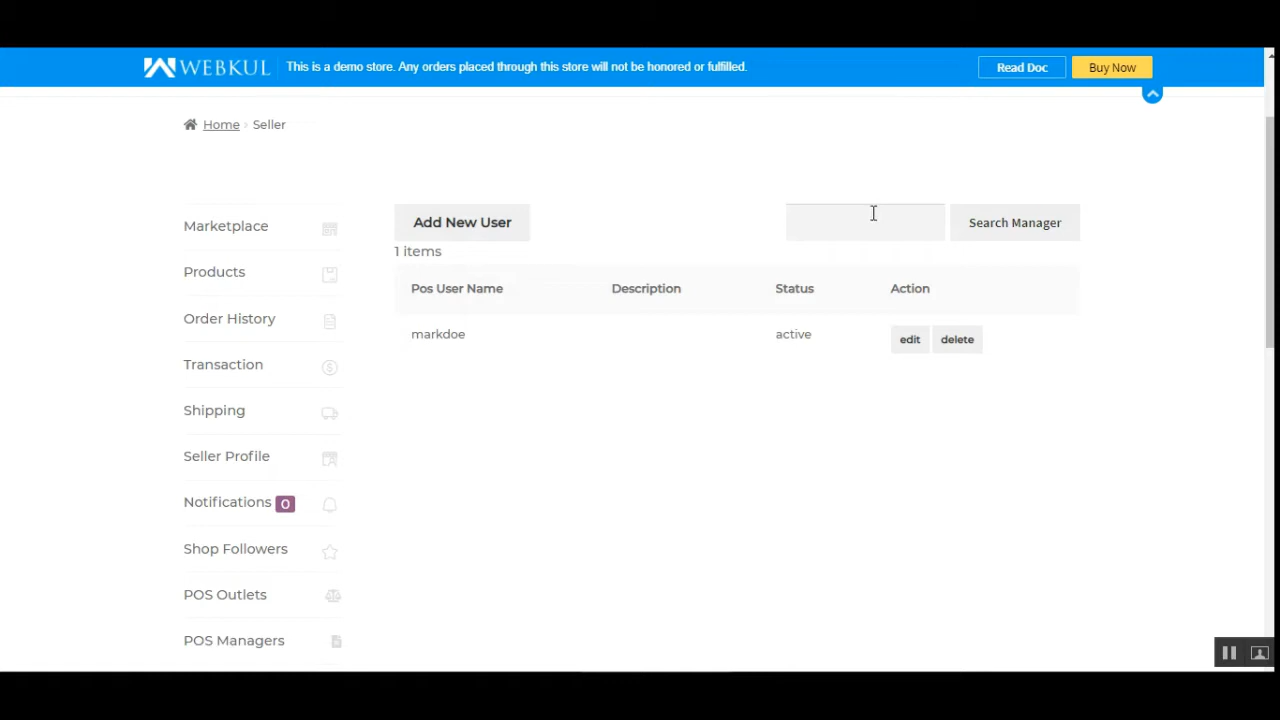 WEBKUL This is a demo store. Any orders placed through this store will not be honored or fulfilled. Read Doc Buy Now
Home › Seller
Add New User Search Manager
1 items
Pos User Name Description Status Action
markdoe active edit delete
Marketplace
Products
Order History
Transaction
Shipping
Seller Profile
Notifications 0
Shop Followers
POS Outlets
POS Managers